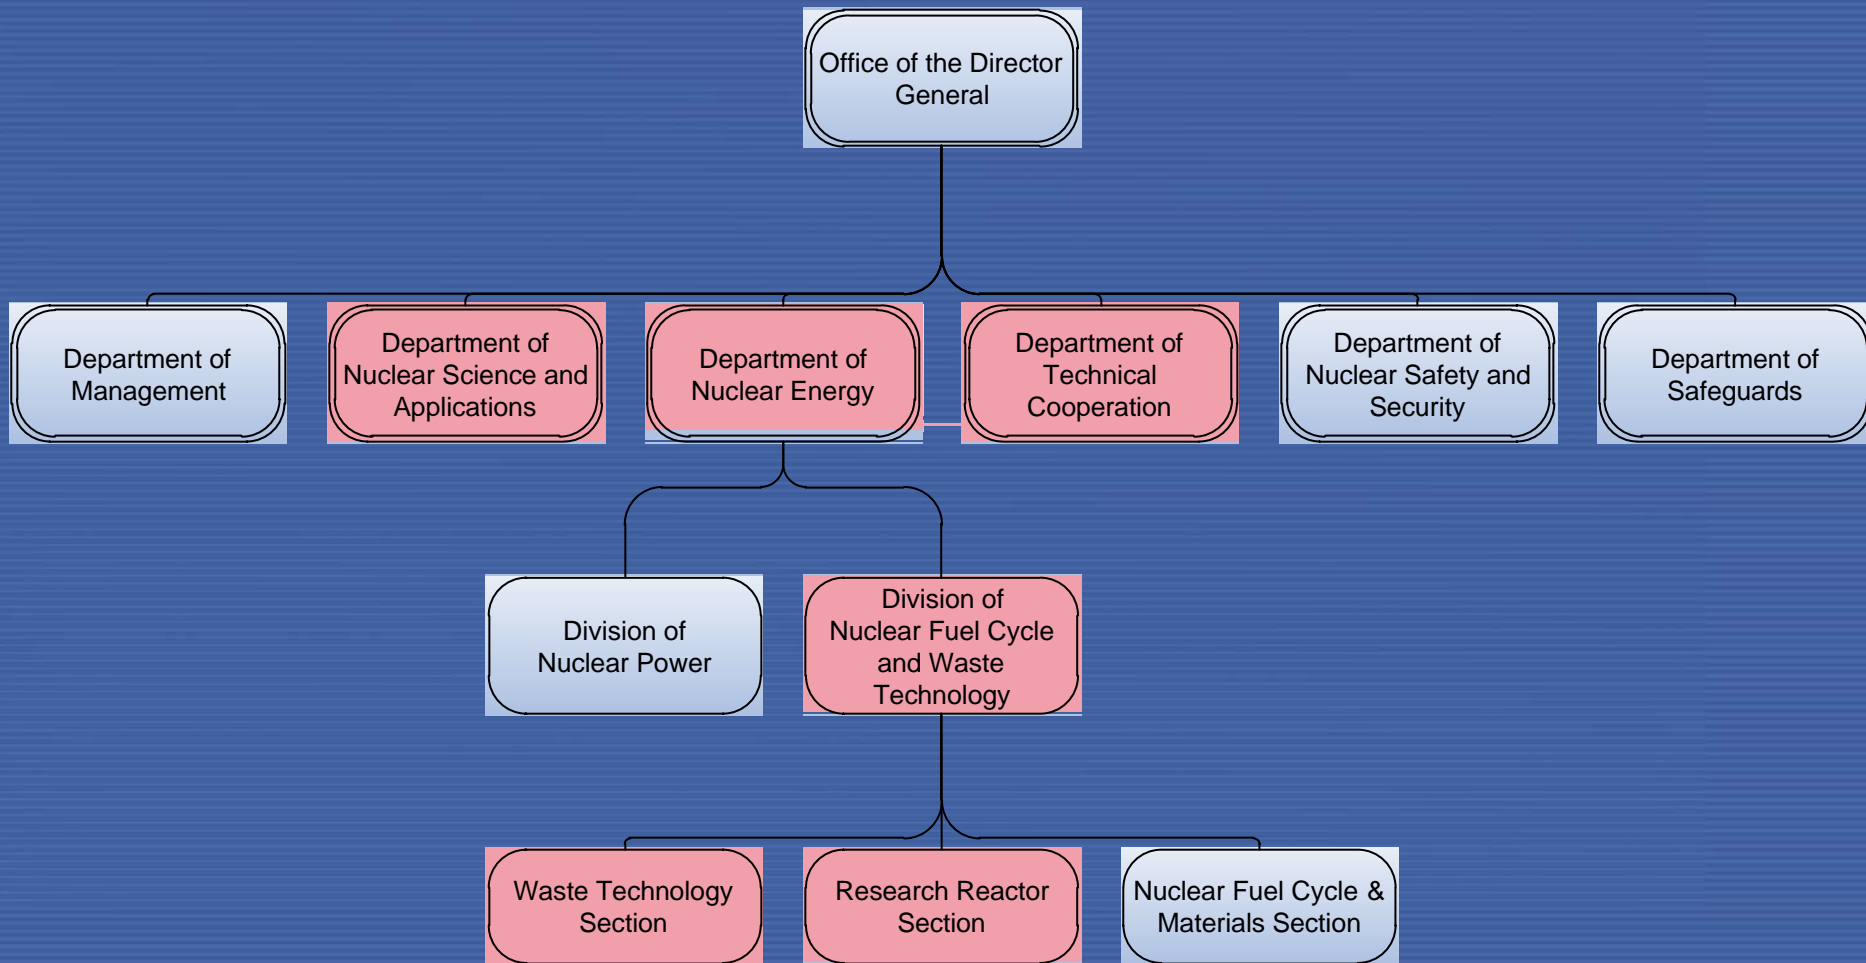 Office of the Director
General
Department of
Management
Department of
Nuclear Science and
Applications
Department of
Nuclear Energy
Department of
Technical
Cooperation
Department of
Nuclear Safety and
Security
Department of
Safeguards
Division of
Nuclear Power
Division of
Nuclear Fuel Cycle
and Waste
Technology
Waste Technology
Section
Research Reactor
Section
Nuclear Fuel Cycle &
Materials Section